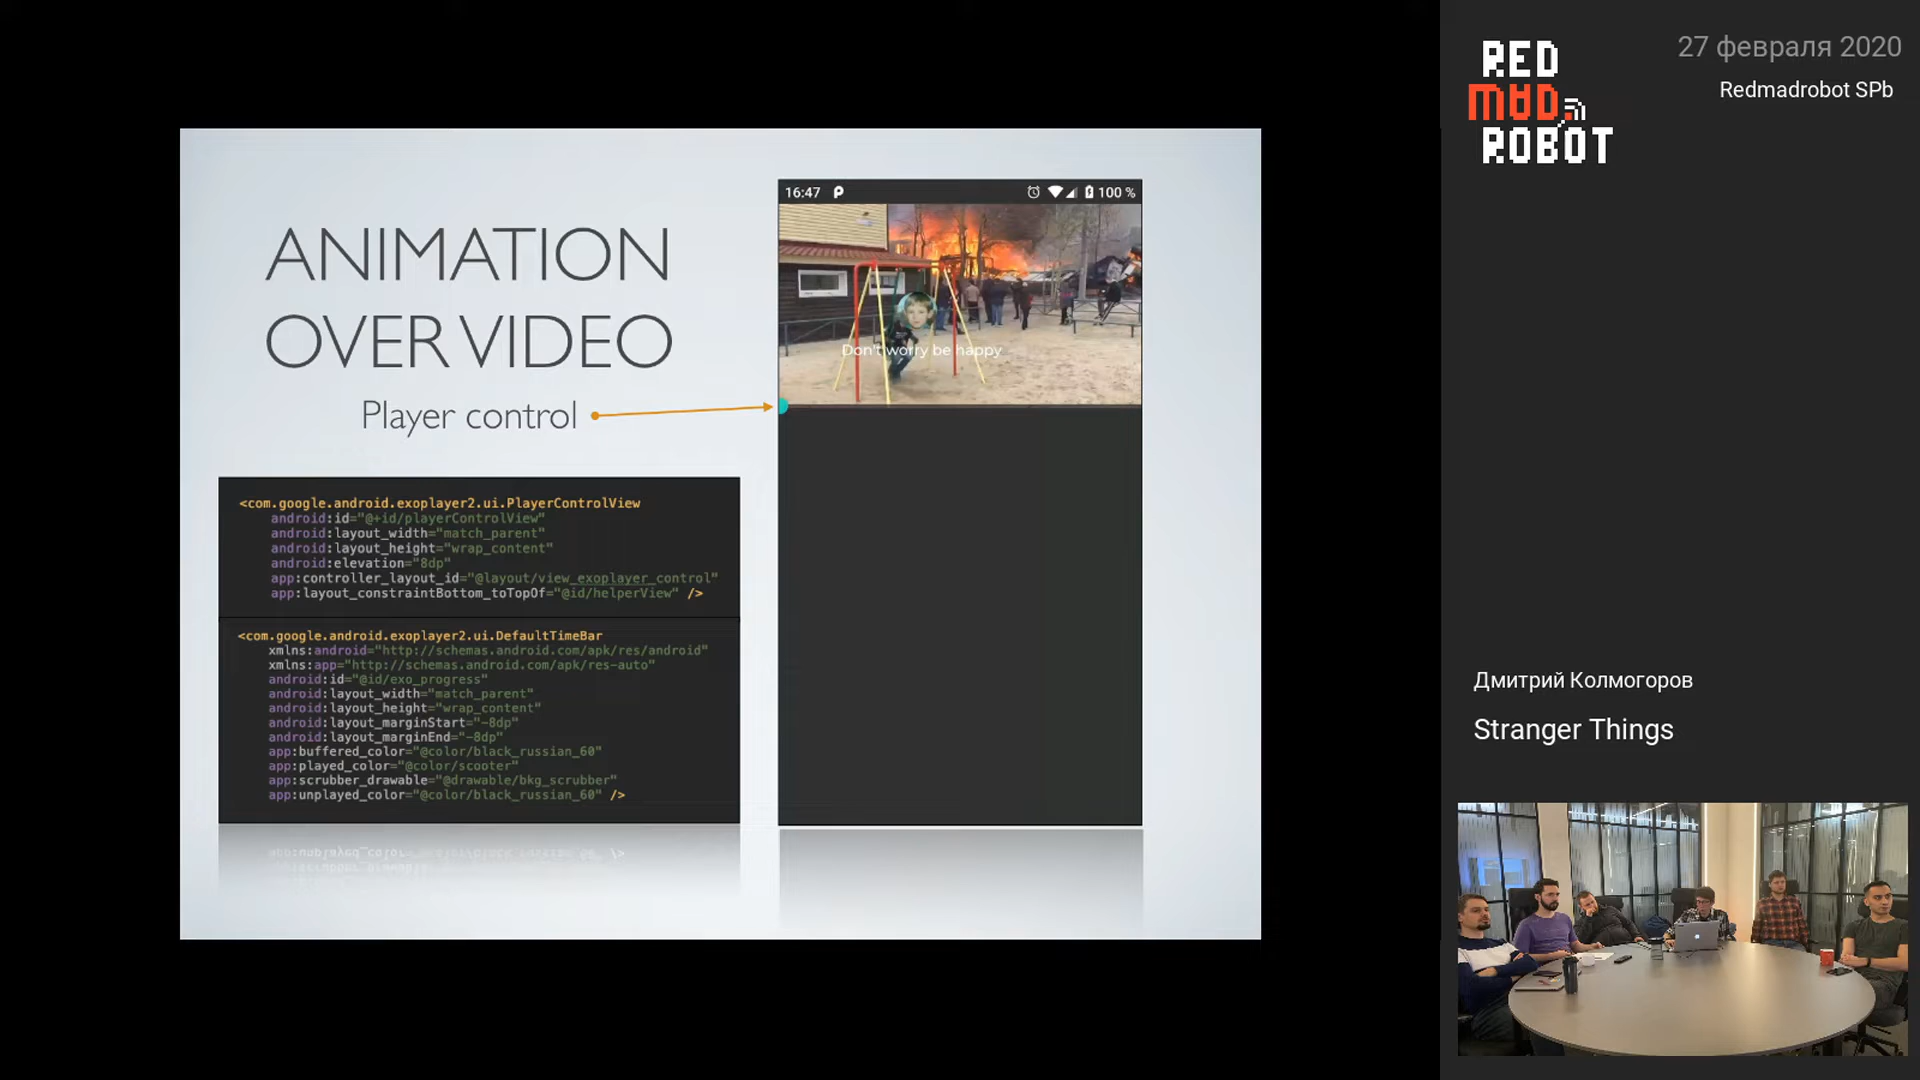 ANIMATION
OVER VIDEO
Player control
<com.google.android.exoplayer2.ui.PlayerControlView
android:id="@+id/playerControlView"
android:layout_width="match_parent"
android:layout_height="wrap_content"
android:elevation="8dp"
app:controller_layout_id="@layout/view_exoplayer_control"
app:layout_constraintBottom_toTopOf="@id/helperView" />
<com.google.android.exoplayer2.ui.DefaultTimeBar
xmlns:android="http://schemas.android.com/apk/res/android"
xmlns:app="http://schemas.android.com/apk/res-auto"
android:id="@id/exo_progress"
android:layout_width="match_parent"
android:layout_height="wrap_content"
android:layout_marginStart="-8dp"
android:layout_marginEnd="-8dp"
app:buffered_color="@color/black_russian_60"
app:played_color="@color/scooter"
app:scrubber_drawable="@drawable/bkg_scrubber"
app:unplayed_color="@color/black_russian_60" />
16:47 100 %
Don't worry be happy
RED
MAD
ROBOT
27 февраля 2020
Redmadrobot SPb
Дмитрий Колмогоров
Stranger Things